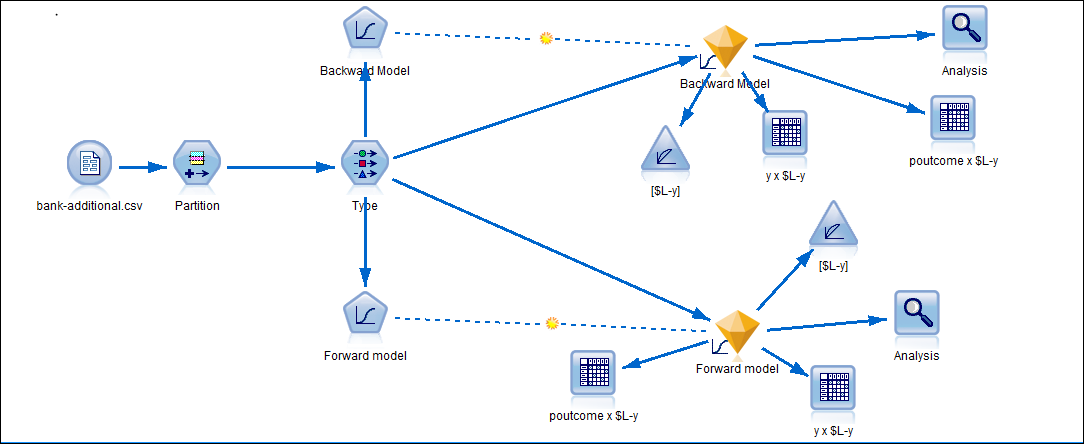 Backward Model
Backward Model
Analysis
poutcome x $L-y
[$L-y]
y x $L-y
bank-additional.csv
Partition
Type
[$L-y]
Forward model
Forward model
Analysis
poutcome x $L-y
y x $L-y